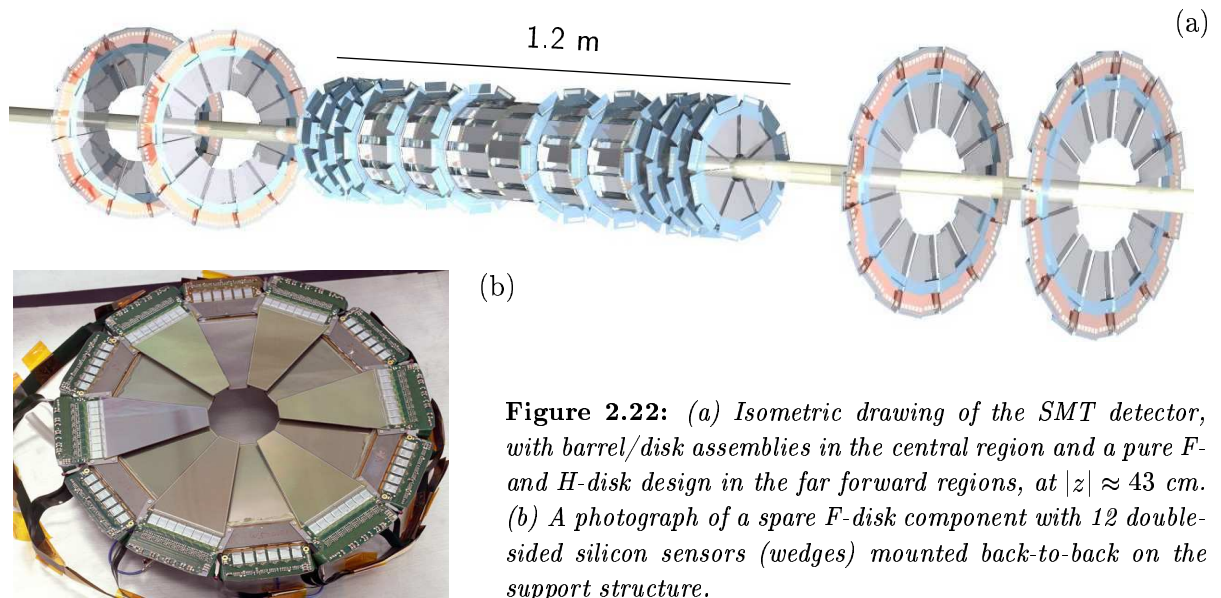 (a)
1.2 m
(b)
Figure 2.22: (a) Isometric drawing of the SMT detector,
with barrel/disk assemblies in the central region and a pure F-
and H-disk design in the far forward regions, at |z| ≈ 43 cm.
(b) A photograph of a spare F-disk component with 12 double-
sided silicon sensors (wedges) mounted back-to-back on the
support structure.